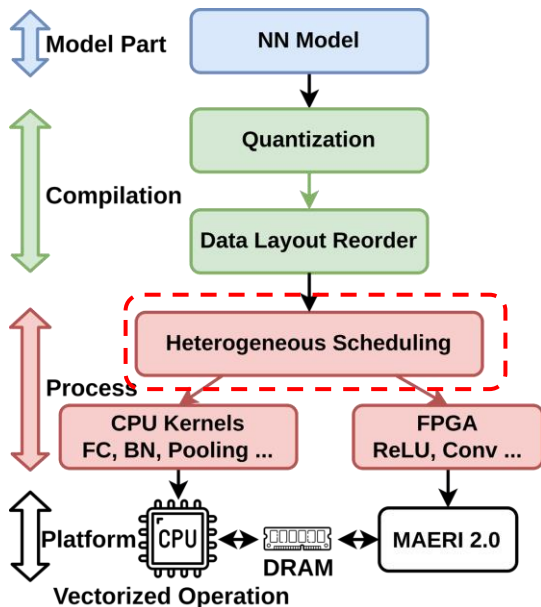 Model Part
NN Model
Quantization
Compilation
Data Layout Reorder
Heterogeneous Scheduling
Process
CPU Kernels
FC, BN, Pooling ...
FPGA
ReLU, Conv ...
Platform
CPU
DRAM
MAERI 2.0
Vectorized Operation